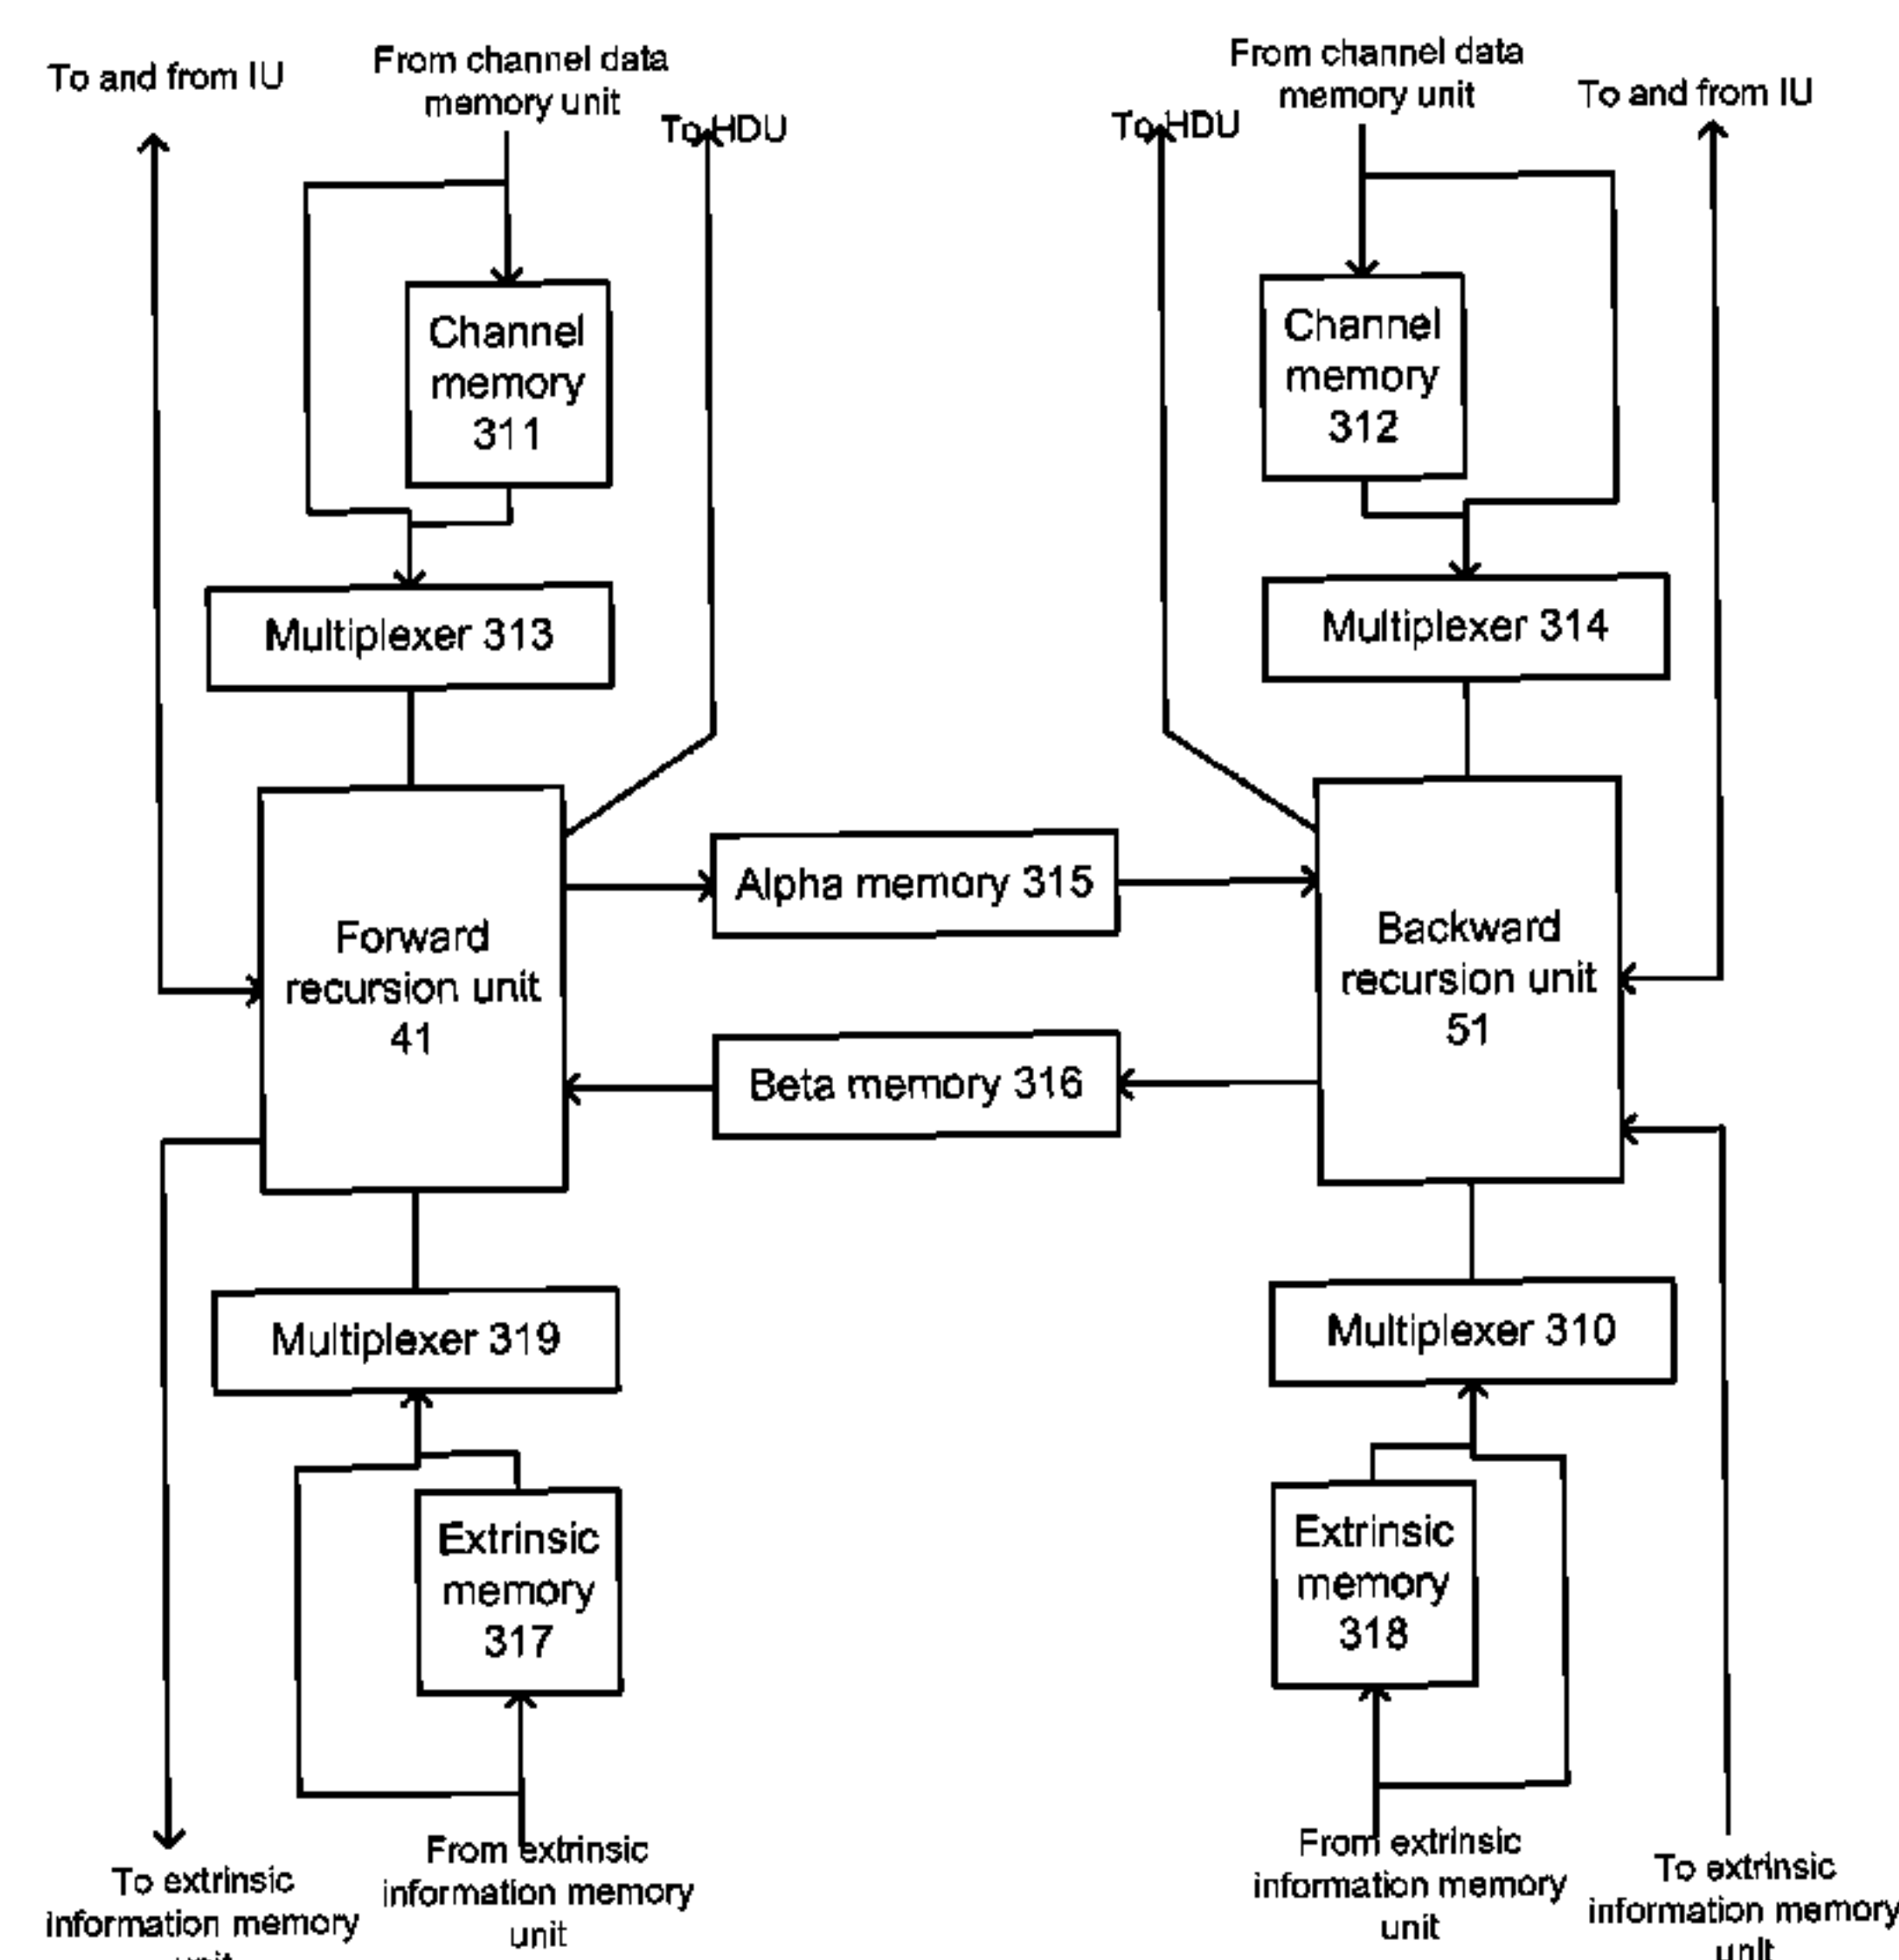 To and from IU
From channel data
memory unit
To HDU
From channel data
memory unit
To HDU
To and from IU
Channel
memory
311
Channel
memory
312
Multiplexer 313
Multiplexer 314
Forward
recursion unit
41
Alpha memory 315
Beta memory 316
Backward
recursion unit
51
Multiplexer 319
Multiplexer 310
Extrinsic
memory
317
Extrinsic
memory
318
To extrinsic
information memory
unit
From extrinsic
information memory
unit
From extrinsic
information memory
unit
To extrinsic
information memory
unit